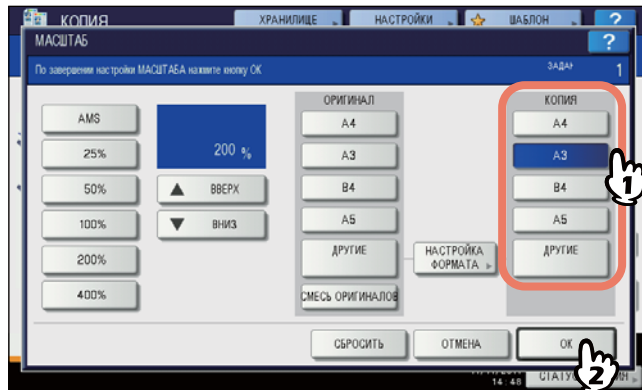 КОПИЯ ХРАНИЛИЩЕ НАСТРОЙКИ ШАБЛОН ?
МАСШТАБ ?
По завершении настройки МАСШТАБА нажмите кнопку ОК 1
ОРИГИНАЛ КОПИЯ
AMS 200 % A4 A4
25% A3 A3
50% ВВЕРХ B4 B4
1
100% ВНИЗ A5 A5
200% ДРУГИЕ НАСТРОЙКА ФОРМАТА ДРУГИЕ
400% СМЕСЬ ОРИГИНАЛОВ
СБРОСИТЬ ОТМЕНА ОК
2
14:48